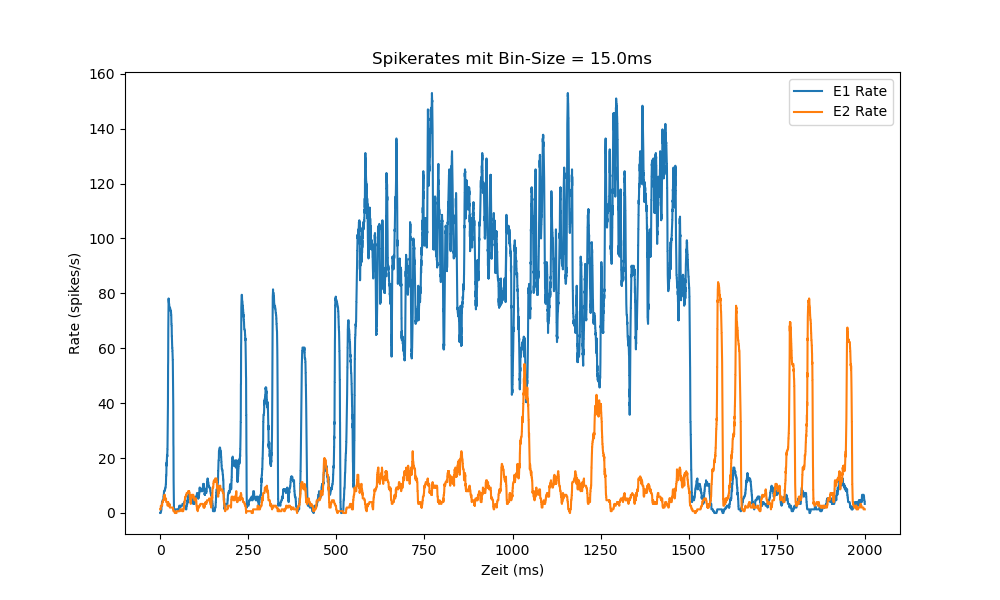 Spikerates mit Bin-Size = 15.0ms
E1 Rate
E2 Rate
Rate (spikes/s)
160
140
120
100
80
60
40
20
0
0 250 500 750 1000 1250 1500 1750 2000
Zeit (ms)